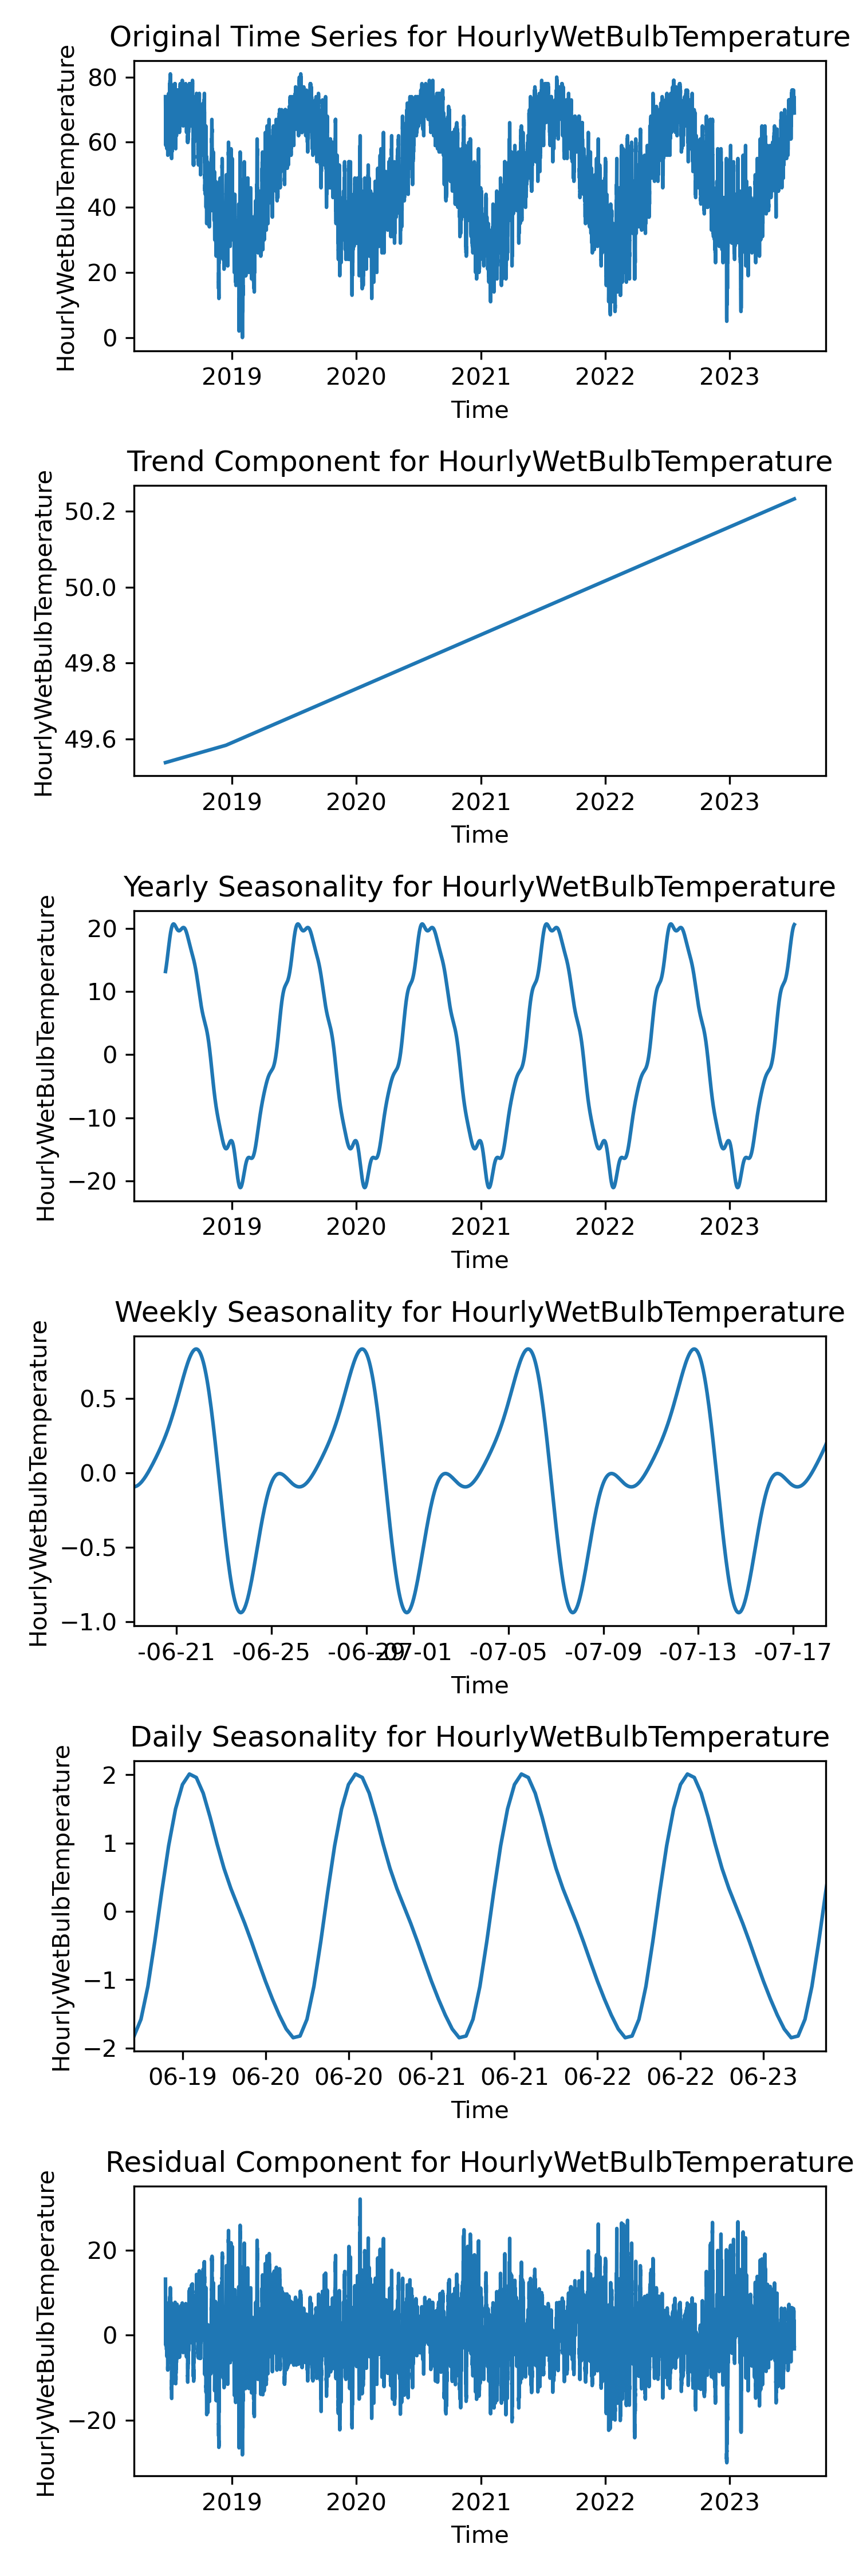 Original Time Series for HourlyWetBulbTemperature
HourlyWetBulbTemperature
80
60
40
20
0
2019 2020 2021 2022 2023
Time
Trend Component for HourlyWetBulbTemperature
HourlyWetBulbTemperature
50.2
50.0
49.8
49.6
2019 2020 2021 2022 2023
Time
Yearly Seasonality for HourlyWetBulbTemperature
HourlyWetBulbTemperature
20
10
0
−10
−20
2019 2020 2021 2022 2023
Time
Weekly Seasonality for HourlyWetBulbTemperature
HourlyWetBulbTemperature
0.5
0.0
−0.5
−1.0
-06-21 -06-25 -06-29 -07-01 -07-05 -07-09 -07-13 -07-17
Time
Daily Seasonality for HourlyWetBulbTemperature
HourlyWetBulbTemperature
2
1
0
−1
−2
06-19 06-20 06-20 06-21 06-21 06-22 06-22 06-23
Time
Residual Component for HourlyWetBulbTemperature
HourlyWetBulbTemperature
20
0
−20
2019 2020 2021 2022 2023
Time